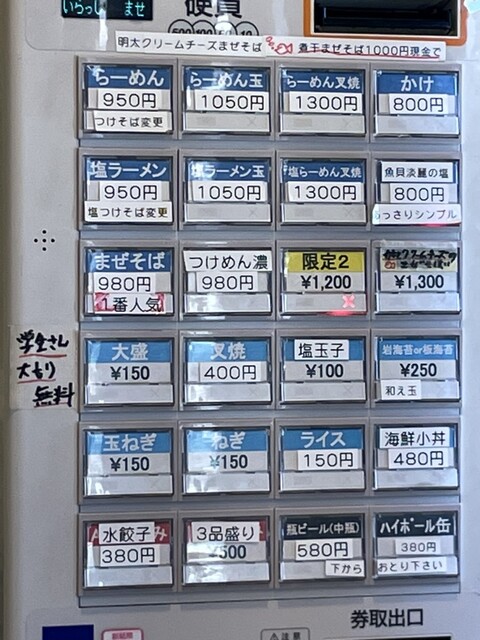 いらっしゃいませ
硬貨
500 100 50 10
明太クリームチーズまぜそば 煮干まぜそば1000円現金で
らーめん
950円
つけそば変更
らーめん玉
1050円
らーめん叉焼
1300円
かけ
800円
塩ラーメン
950円
塩つけそば変更
塩ラーメン玉
1050円
塩らーめん叉焼
1300円
魚貝淡麗の塩
800円
あっさりシンプル
まぜそば
980円
1番人気
つけめん濃
980円
限定2
¥1,200
¥1,300
学生さん
大もり
無料
大盛
¥150
叉焼
400円
塩玉子
¥100
岩海苔or板海苔
¥250
和え玉
玉ねぎ
¥150
ねぎ
¥150
ライス
150円
海鮮小丼
480円
水餃子
380円
3品盛り
¥500
瓶ビール(中瓶)
580円
下から
ハイボール缶
380円
おとり下さい
券取出口